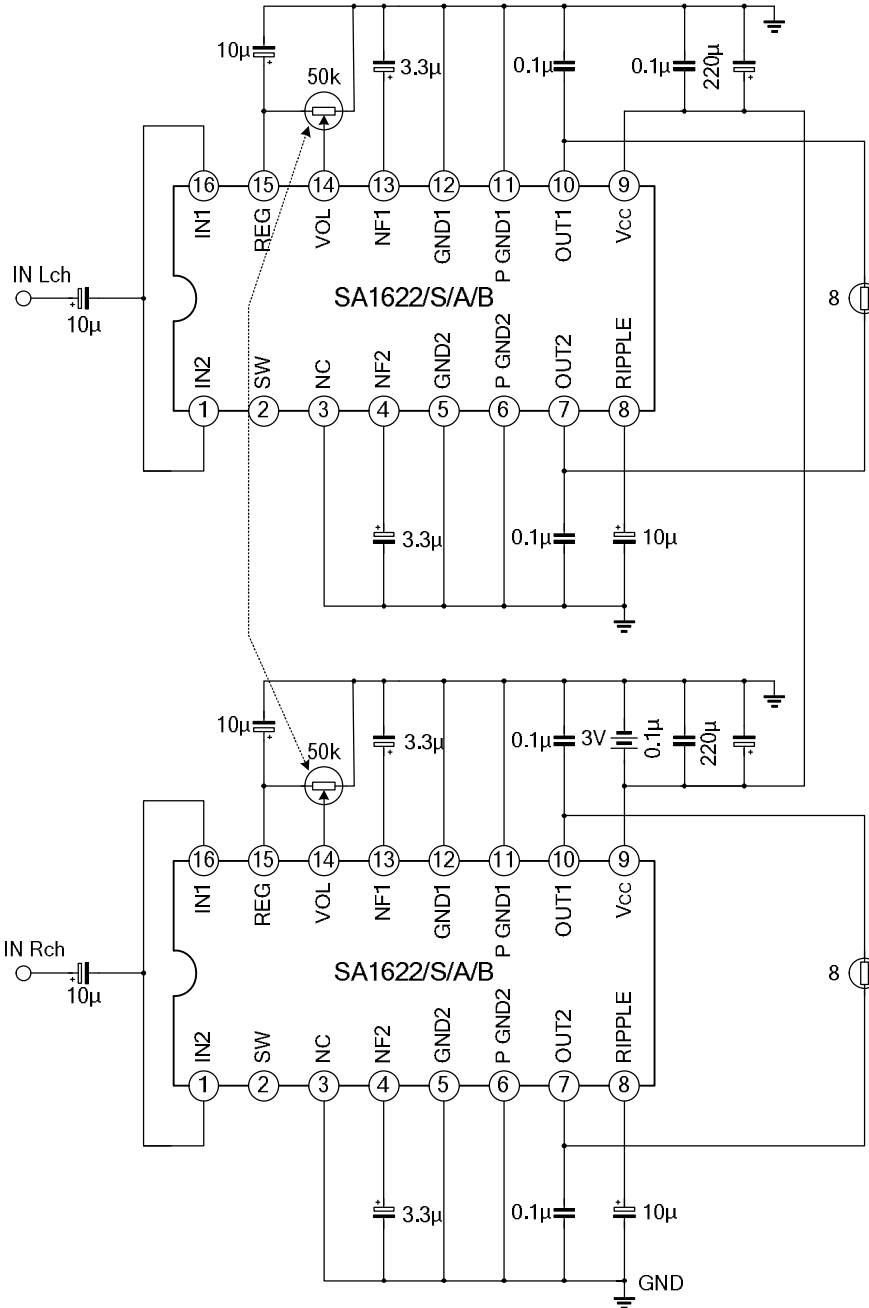 10μ
50k
3.3μ
0.1μ
0.1μ
220μ
16
15
14
13
12
11
10
9
IN1
REG
VOL
NF1
GND1
P GND1
OUT1
Vcc
IN Lch
10μ
SA1622/S/A/B
8
IN2
SW
NC
NF2
GND2
P GND2
OUT2
RIPPLE
1
2
3
4
5
6
7
8
3.3μ
0.1μ
10μ
10μ
50k
3.3μ
0.1μ
3V
0.1μ
220μ
16
15
14
13
12
11
10
9
IN1
REG
VOL
NF1
GND1
P GND1
OUT1
Vcc
IN Rch
10μ
SA1622/S/A/B
8
IN2
SW
NC
NF2
GND2
P GND2
OUT2
RIPPLE
1
2
3
4
5
6
7
8
3.3μ
0.1μ
10μ
GND